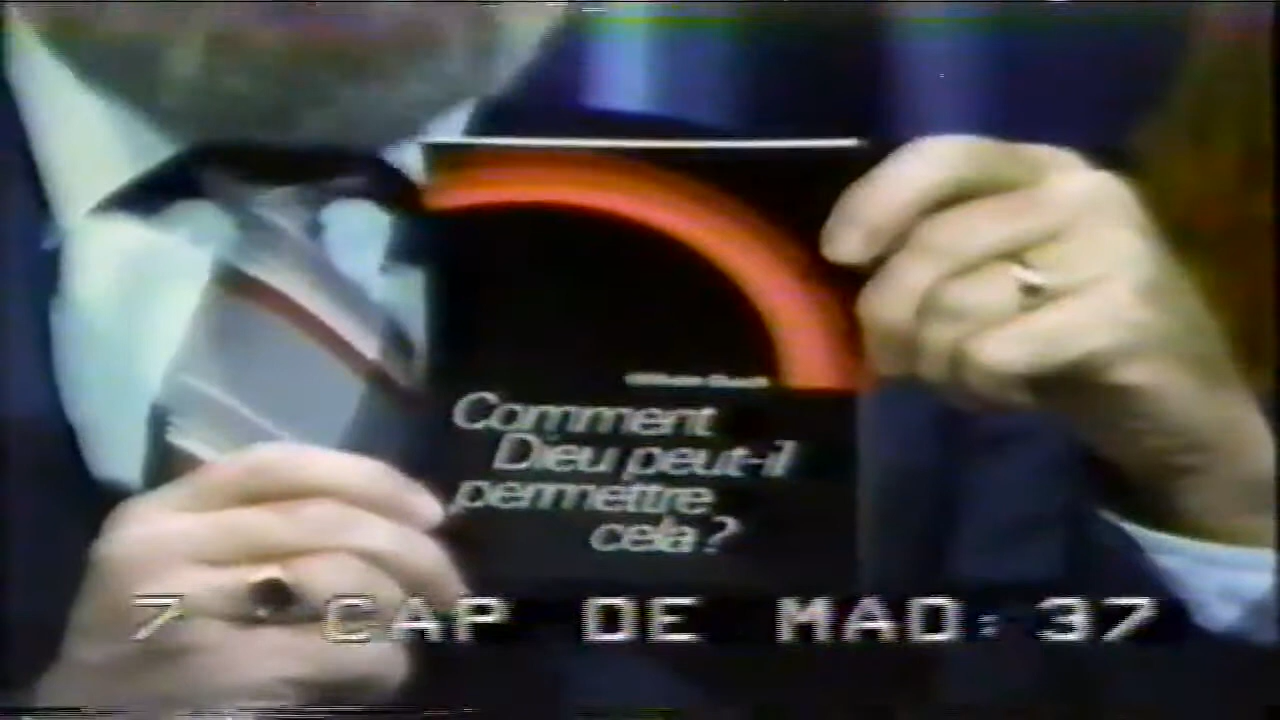 Comment
Dieu peut-il
permettre
cela?
7 CAP DE MAD: 37